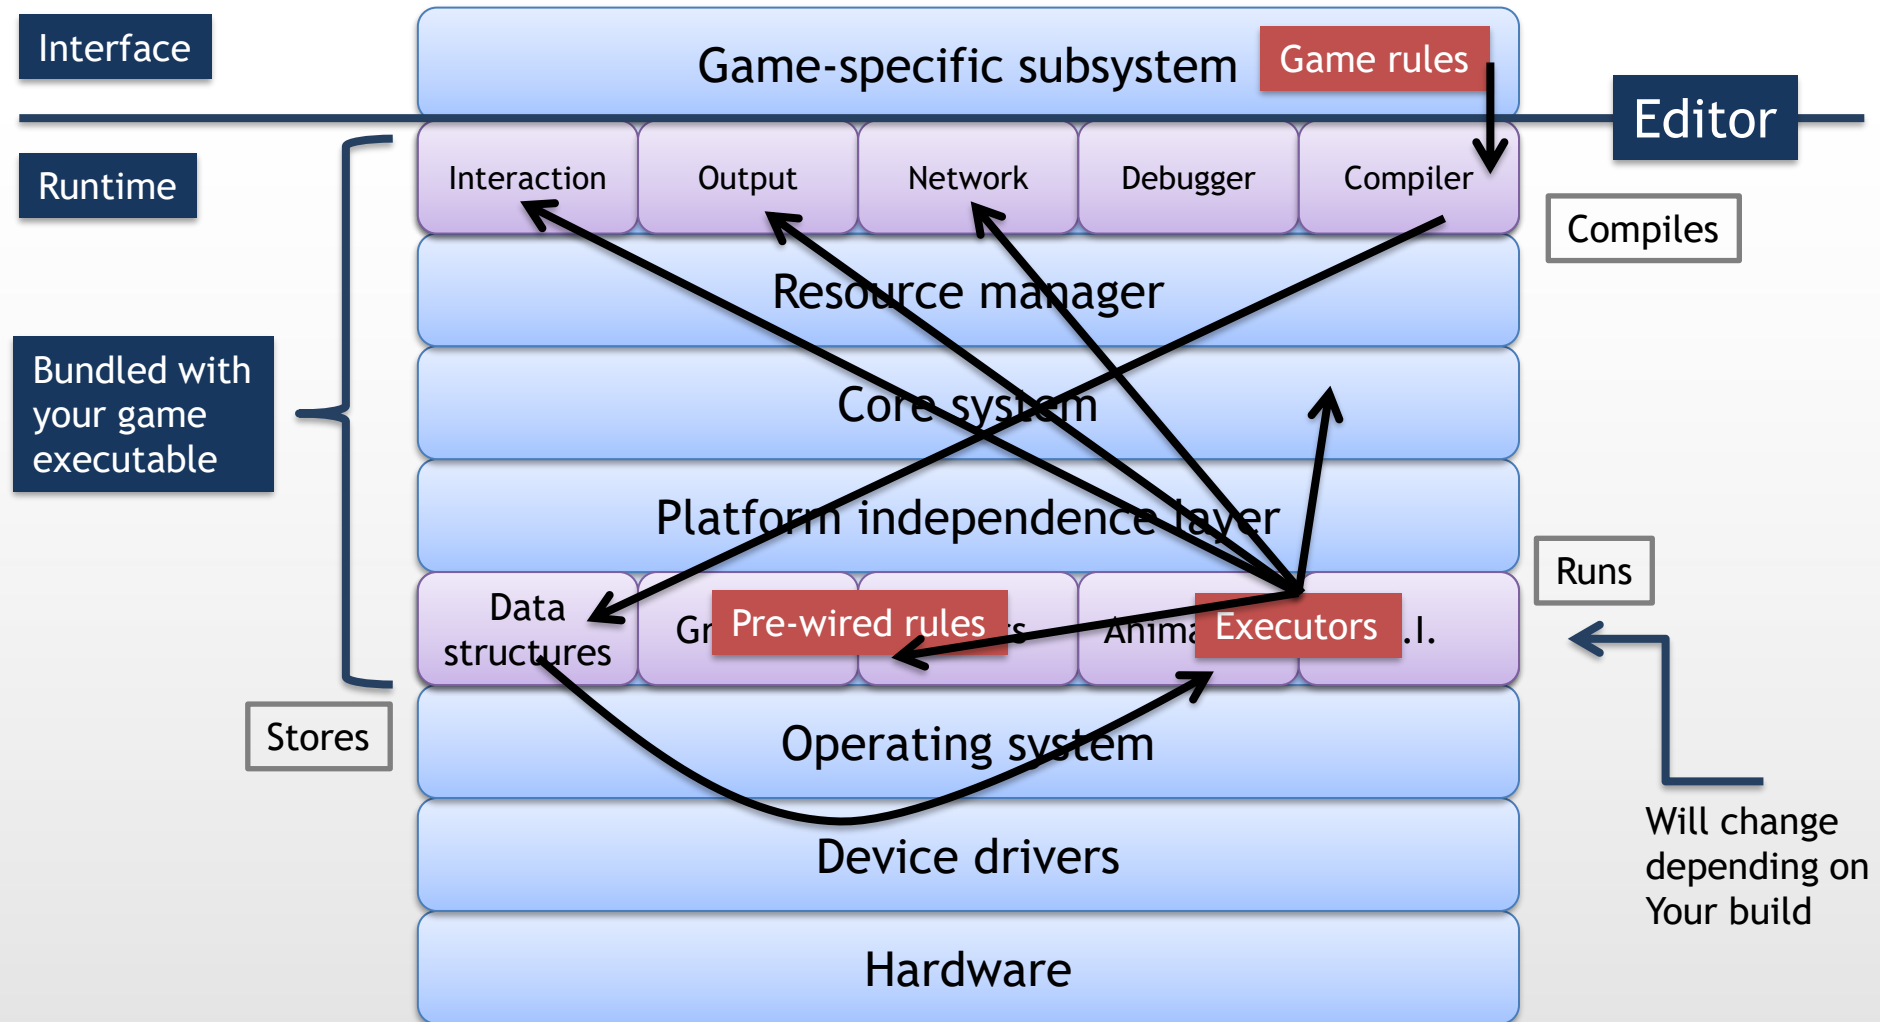 Interface
Game-specific subsystem
Game rules
Editor
Runtime
Interaction
Output
Network
Debugger
Compiler
Compiles
Resource manager
Bundled with
your game
executable
Core system
Platform independence layer
Runs
Data
structures
Pre-wired rules
Executors
Stores
Operating system
Will change
depending on
Your build
Device drivers
Hardware